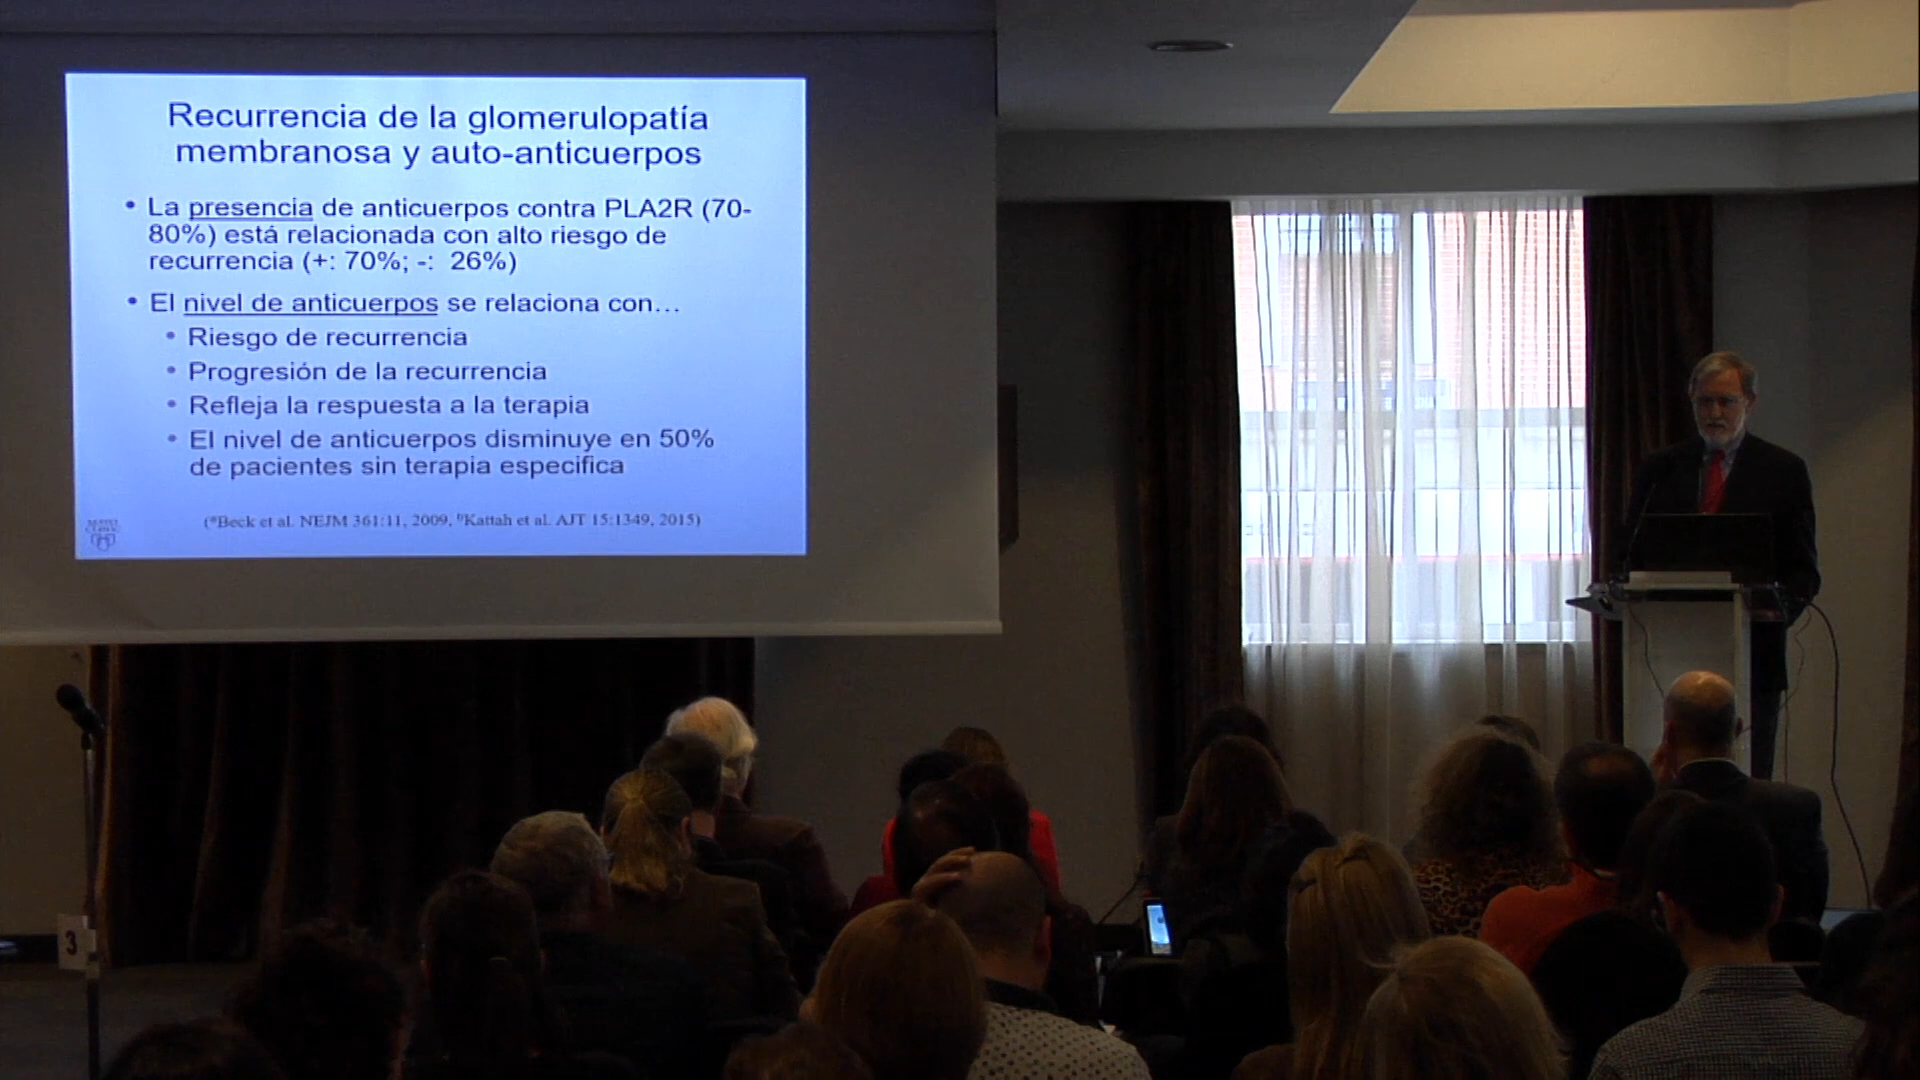 Recurrencia de la glomerulopatía
membranosa y auto-anticuerpos
• La presencia de anticuerpos contra PLA2R (70-
80%) está relacionada con alto riesgo de
recurrencia (+: 70%; -: 26%)
• El nivel de anticuerpos se relaciona con…
• Riesgo de recurrencia
• Progresión de la recurrencia
• Refleja la respuesta a la terapia
• El nivel de anticuerpos disminuye en 50%
de pacientes sin terapia especifica
(Beck et al. NEJM 361:11, 2009, Kattah et al. AJT 15:1349, 2015)
3